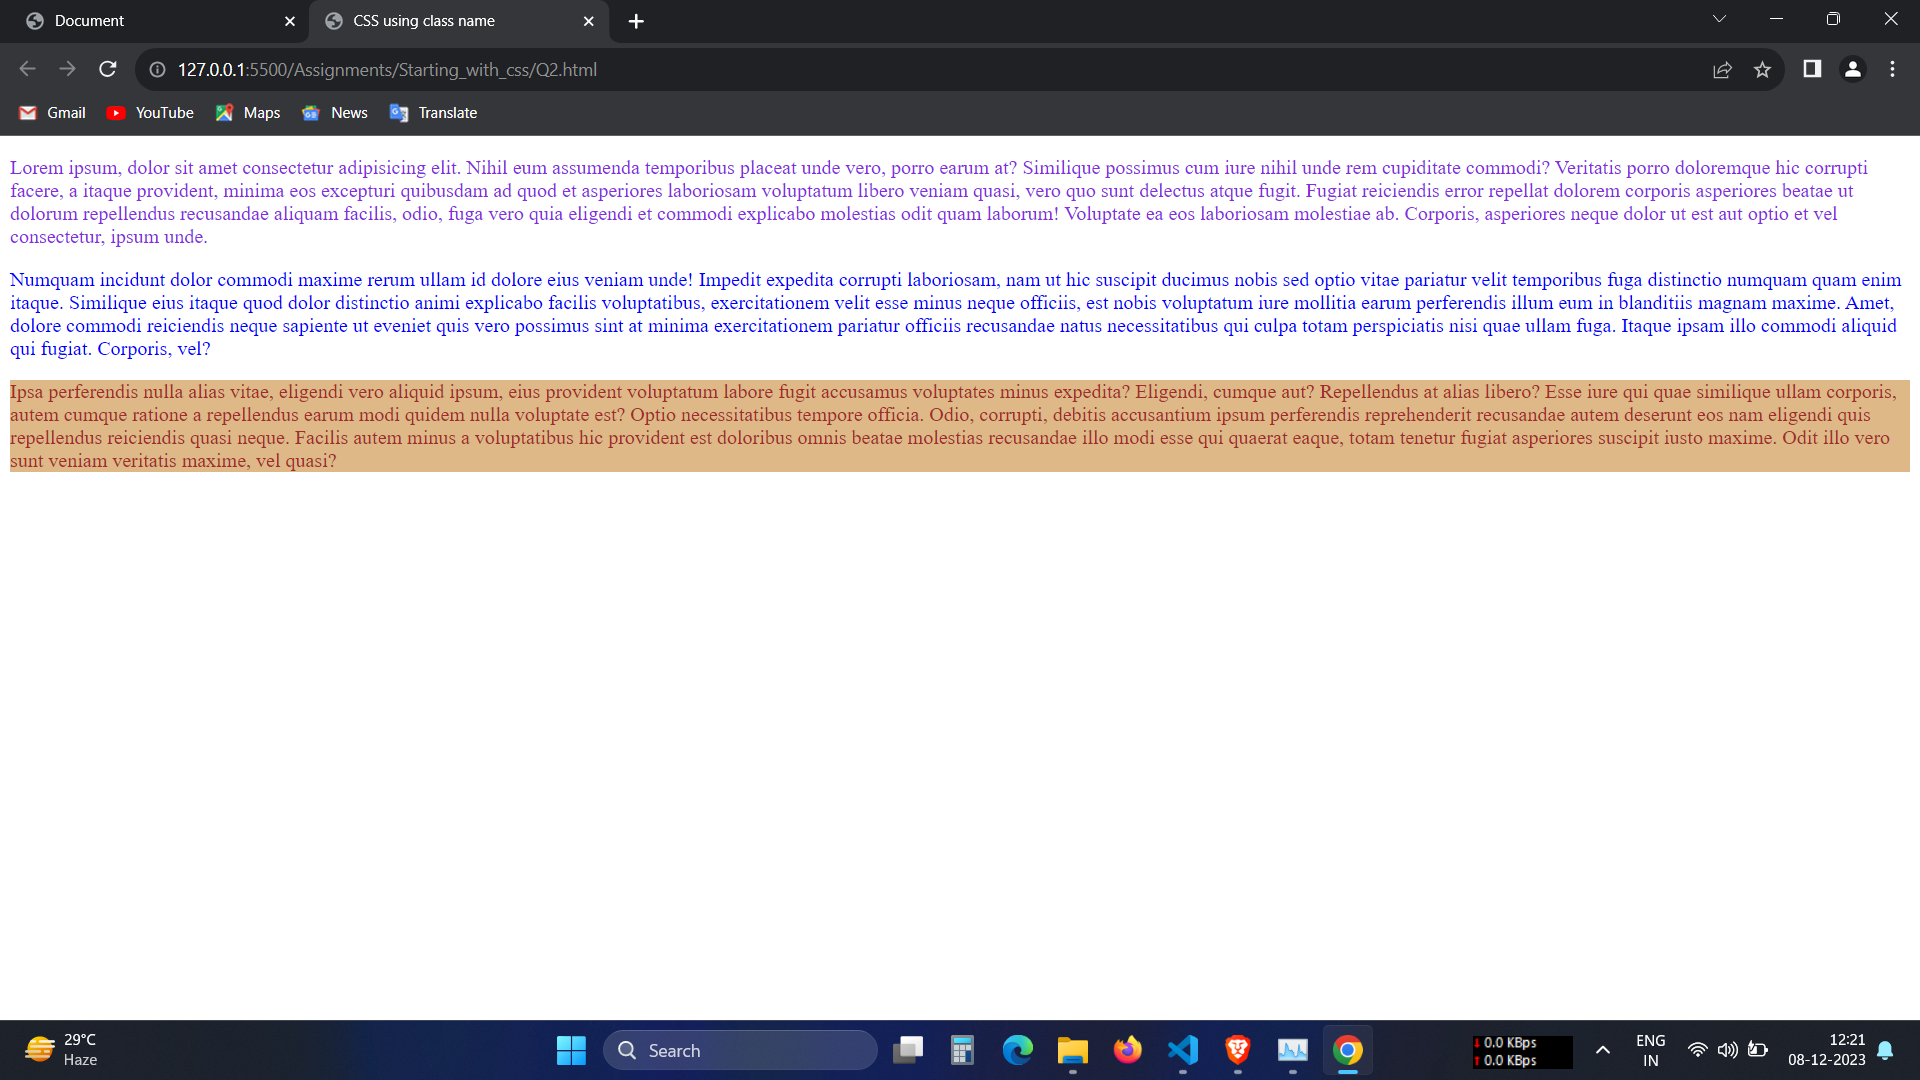 Document
CSS using class name
127.0.0.1:5500/Assignments/Starting_with_css/Q2.html
Gmail
YouTube
Maps
News
Translate
Lorem ipsum, dolor sit amet consectetur adipisicing elit. Nihil eum assumenda temporibus placeat unde vero, porro earum at? Similique possimus cum iure nihil unde rem cupiditate commodi? Veritatis porro doloremque hic corrupti
facere, a itaque provident, minima eos excepturi quibusdam ad quod et asperiores laboriosam voluptatum libero veniam quasi, vero quo sunt delectus atque fugit. Fugiat reiciendis error repellat dolorem corporis asperiores beatae ut
dolorum repellendus recusandae aliquam facilis, odio, fuga vero quia eligendi et commodi explicabo molestias odit quam laborum! Voluptate ea eos laboriosam molestiae ab. Corporis, asperiores neque dolor ut est aut optio et vel
consectetur, ipsum unde.
Numquam incidunt dolor commodi maxime rerum ullam id dolore eius veniam unde! Impedit expedita corrupti laboriosam, nam ut hic suscipit ducimus nobis sed optio vitae pariatur velit temporibus fuga distinctio numquam quam enim
itaque. Similique eius itaque quod dolor distinctio animi explicabo facilis voluptatibus, exercitationem velit esse minus neque officiis, est nobis voluptatum iure mollitia earum perferendis illum eum in blanditiis magnam maxime. Amet,
dolore commodi reiciendis neque sapiente ut eveniet quis vero possimus sint at minima exercitationem pariatur officiis recusandae natus necessitatibus qui culpa totam perspiciatis nisi quae ullam fuga. Itaque ipsam illo commodi aliquid
qui fugiat. Corporis, vel?
Ipsa perferendis nulla alias vitae, eligendi vero aliquid ipsum, eius provident voluptatum labore fugit accusamus voluptates minus expedita? Eligendi, cumque aut? Repellendus at alias libero? Esse iure qui quae similique ullam corporis,
autem cumque ratione a repellendus earum modi quidem nulla voluptate est? Optio necessitatibus tempore officia. Odio, corrupti, debitis accusantium ipsum perferendis reprehenderit recusandae autem deserunt eos nam eligendi quis
repellendus reiciendis quasi neque. Facilis autem minus a voluptatibus hic provident est doloribus omnis beatae molestias recusandae illo modi esse qui quaerat eaque, totam tenetur fugiat asperiores suscipit iusto maxime. Odit illo vero
sunt veniam veritatis maxime, vel quasi?
29°C
Haze
Search
0.0 KBps
0.0 KBps
ENG
IN
12:21
08-12-2023